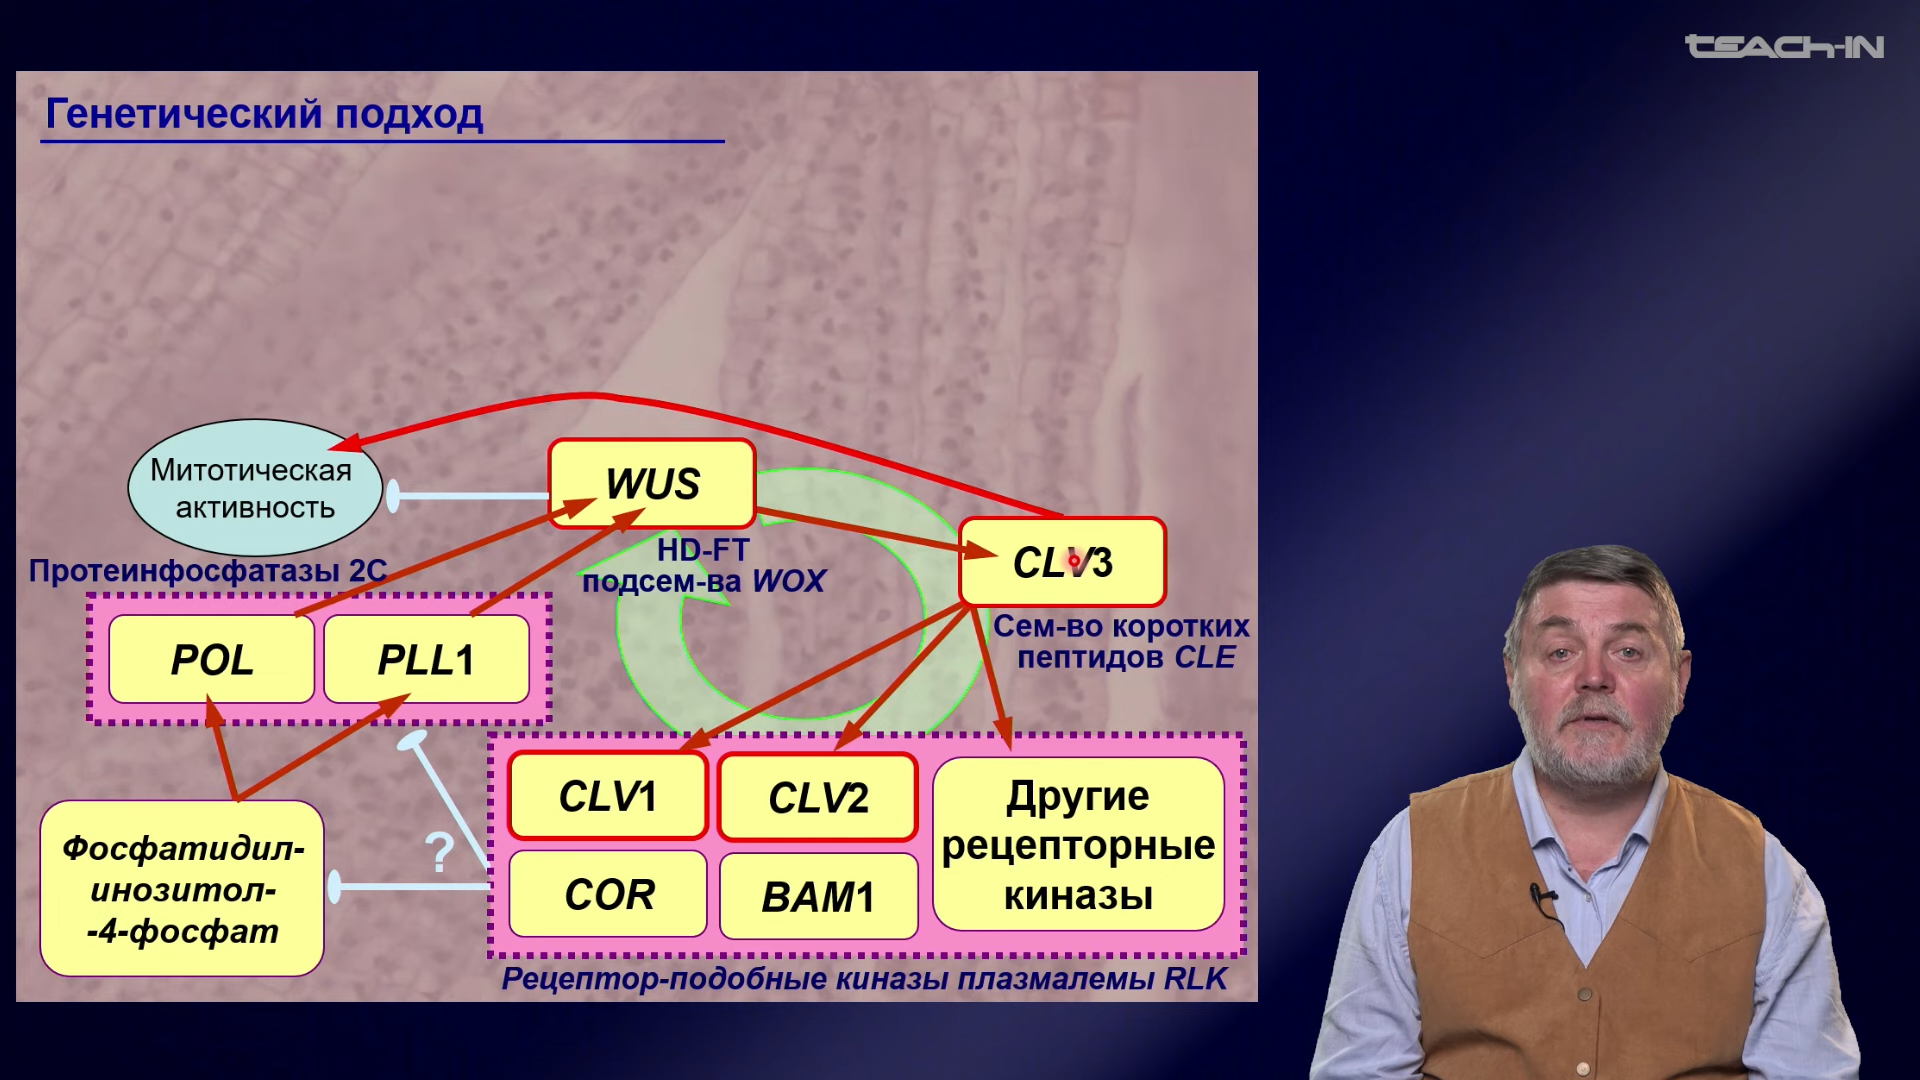 TEACh-IN
Генетический подход
Митотическая
активность
WUS
HD-FT
подсем-ва WOX
CLV3
Сем-во коротких
пептидов CLE
Протеинфосфатазы 2С
POL
PLL1
Фосфатидил-
инозитол-
-4-фосфат
?
CLV1
CLV2
COR
BAM1
Другие
рецепторные
киназы
Рецептор-подобные киназы плазмалемы RLK